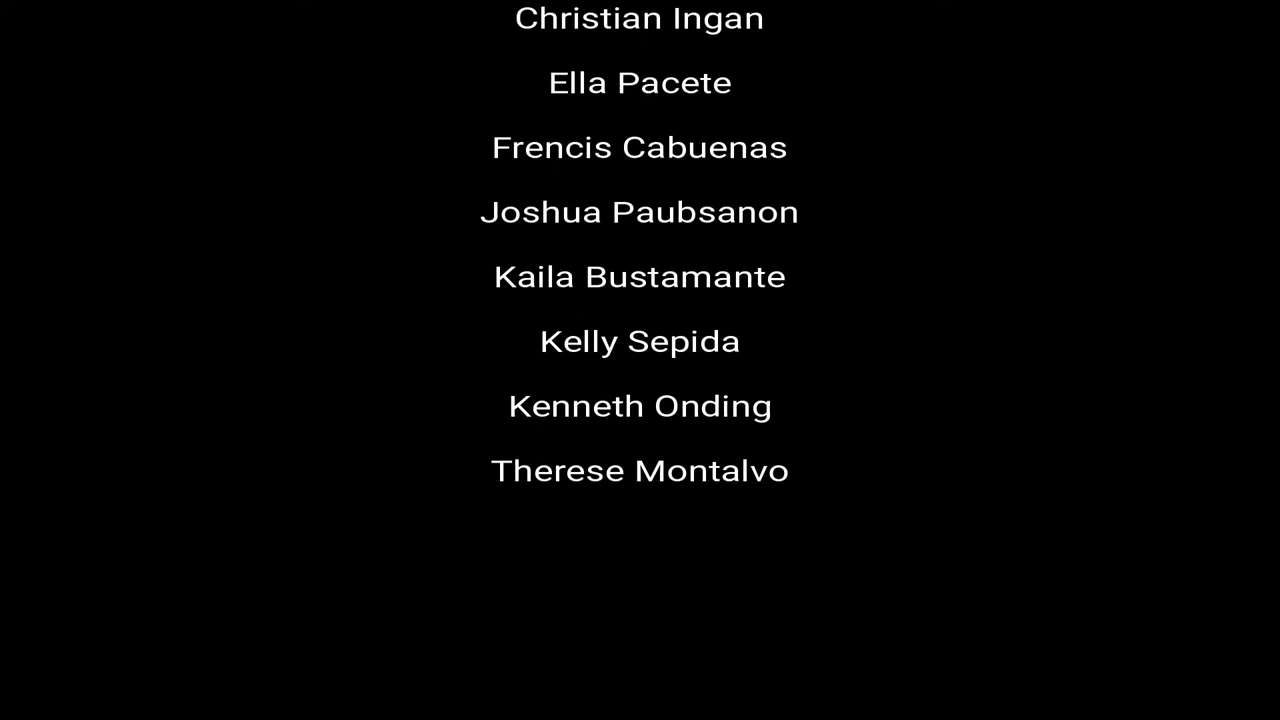 Christian Ingan
Ella Pacete
Frencis Cabuenas
Joshua Paubsanon
Kaila Bustamante
Kelly Sepida
Kenneth Onding
Therese Montalvo